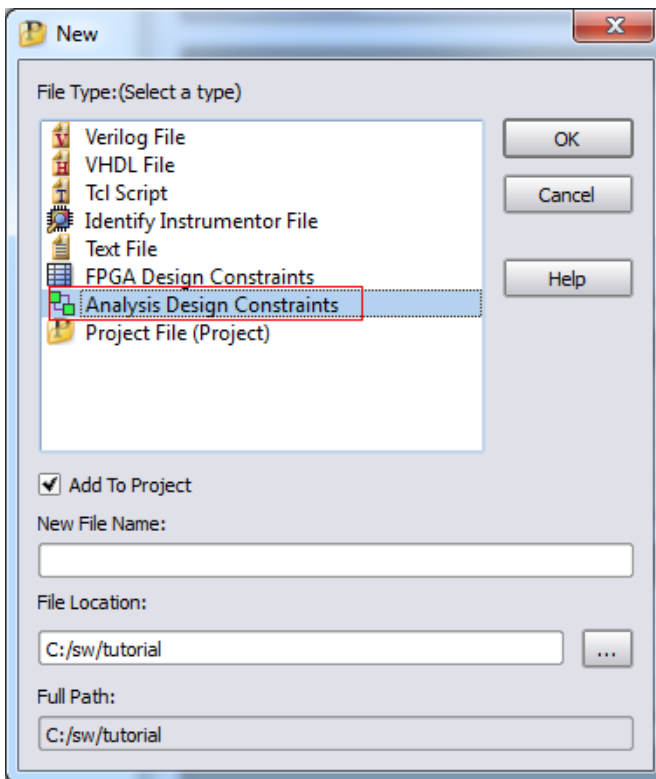 New
File Type:(Select a type)
Verilog File
VHDL File
Tcl Script
Identify Instrumentor File
Text File
FPGA Design Constraints
Analysis Design Constraints
Project File (Project)
OK
Cancel
Help
Add To Project
New File Name:
File Location:
C:/sw/tutorial
...
Full Path:
C:/sw/tutorial